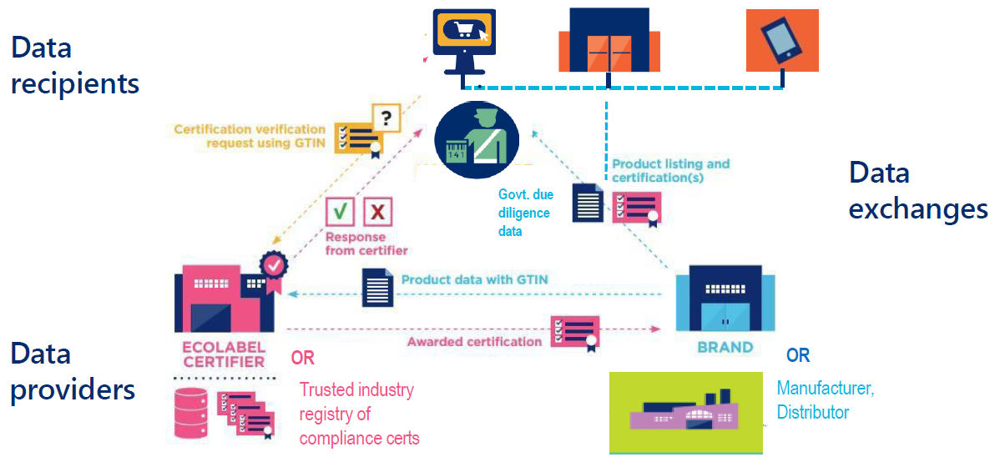 Data
recipients
?
Certification verification
request using GTIN
141
Product listing and
certification(s)
Data
exchanges
Govt. due
diligence
data
√ X
Response
from certifier
Product data with GTIN
Awarded certification
ECOLABEL
CERTIFIER
OR
BRAND
OR
Data
providers
Trusted industry
registry of
compliance certs
Manufacturer,
Distributor